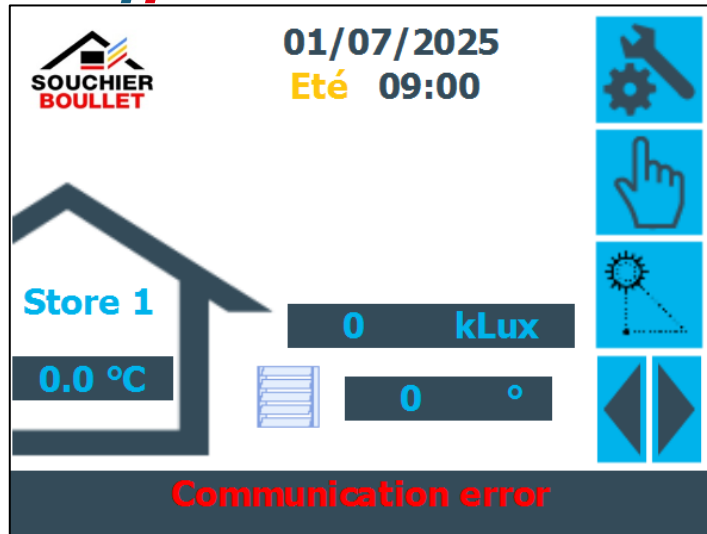 SOUCHIER
BOULLET
01/07/2025
Eté 09:00
Store 1
0 kLux
0.0 °C
0 °
Communication error